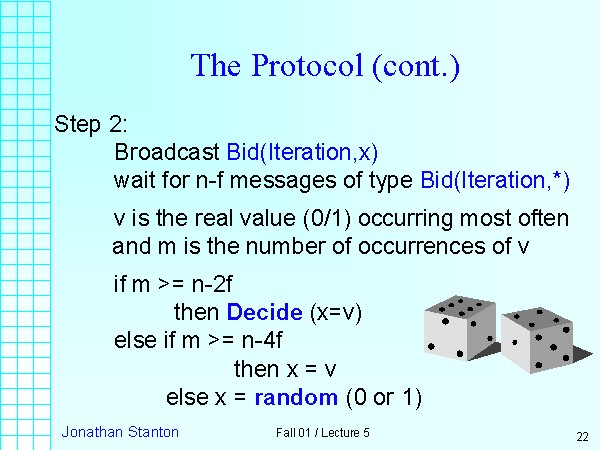 The Protocol (cont.)
Step 2:
Broadcast Bid(Iteration,x)
wait for n-f messages of type Bid(Iteration,*)
v is the real value (0/1) occurring most often
and m is the number of occurrences of v
if m >= n-2f
then Decide (x=v)
else if m >= n-4f
then x = v
else x = random (0 or 1)
Jonathan Stanton
Fall 01 / Lecture 5
22